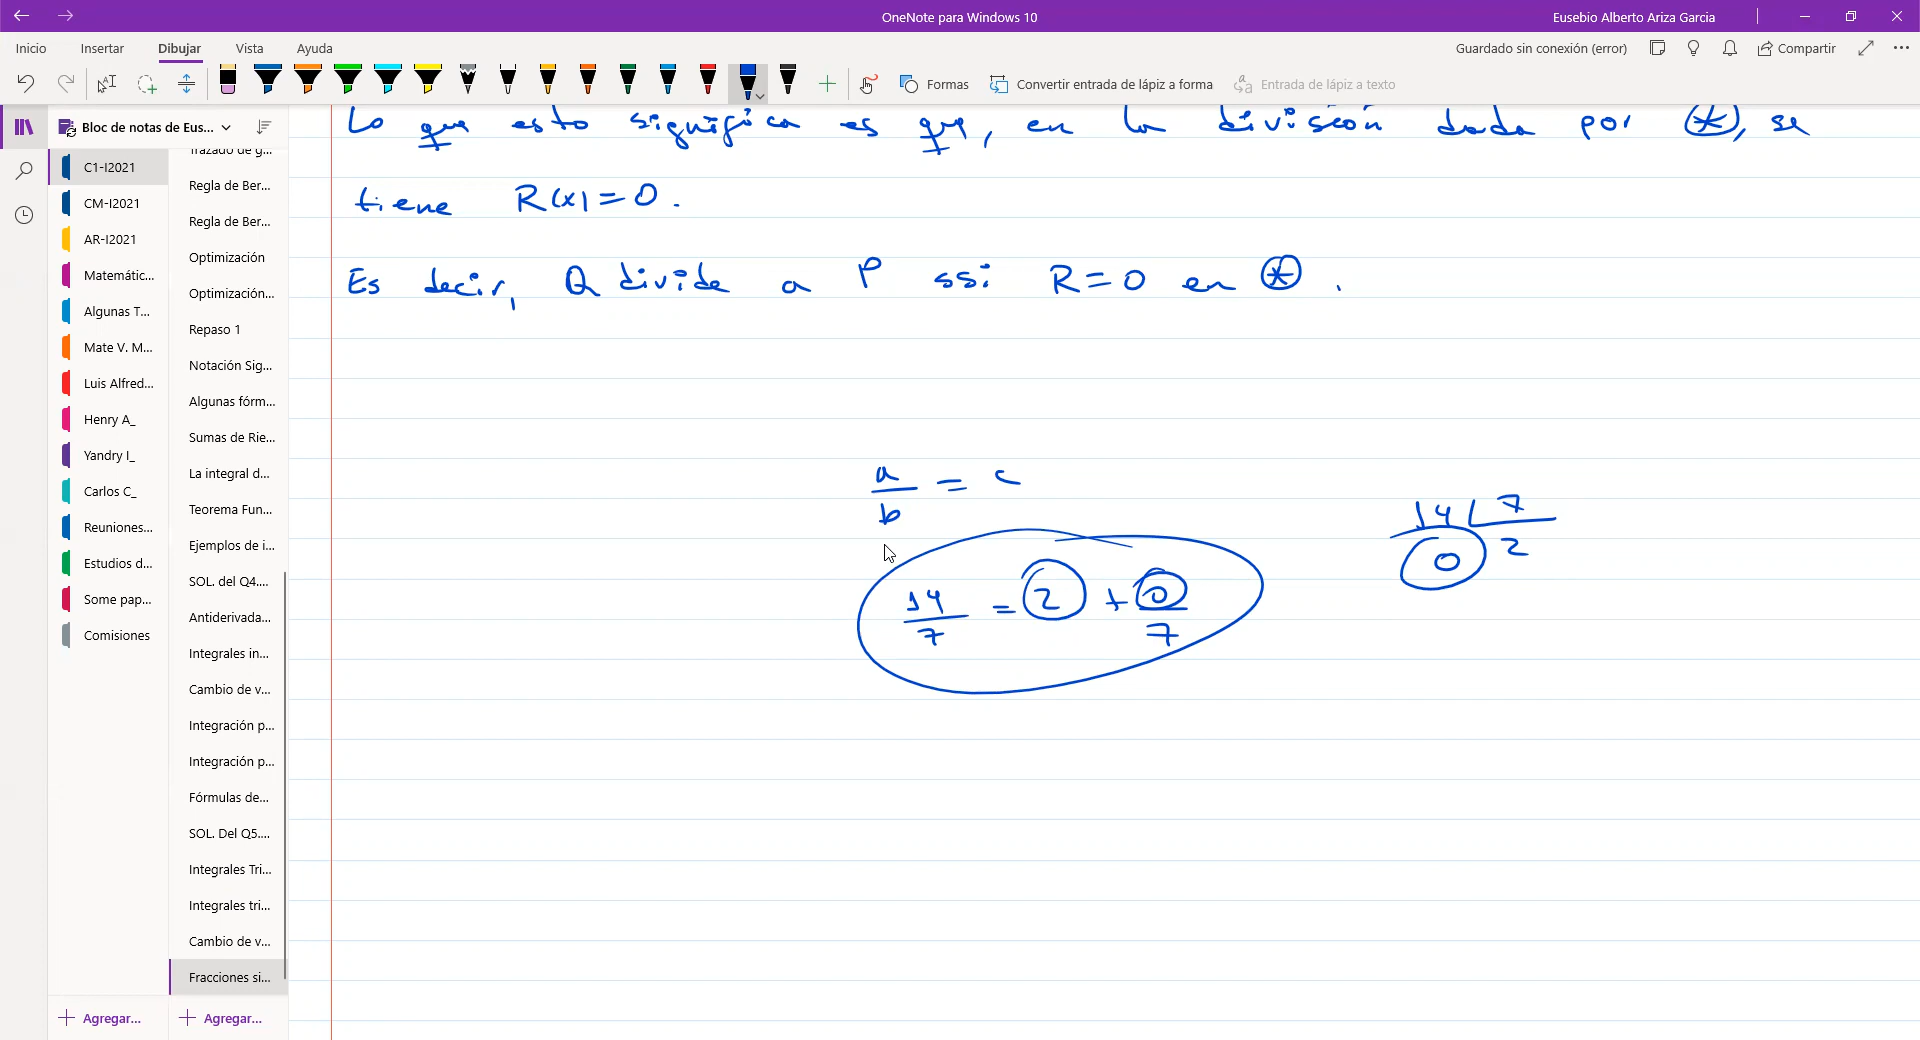 OneNote para Windows 10
Eusebio Alberto Ariza Garcia
Inicio Insertar Dibujar Vista Ayuda
Guardado sin conexión (error) Compartir
Formas Convertir entrada de lápiz a forma Entrada de lápiz a texto
Bloc de notas de Eus...
C1-I2021
CM-I2021
AR-I2021
Matemátic...
Algunas T...
Mate V. M...
Luis Alfred...
Henry A_
Yandry I_
Carlos C_
Reuniones...
Estudios d...
Some pap...
Comisiones
Agregar...
Trazado de g...
Regla de Ber...
Regla de Ber...
Optimización
Optimización...
Repaso 1
Notación Sig...
Algunas fórm...
Sumas de Rie...
La integral d...
Teorema Fun...
Ejemplos de i...
SOL. del Q4....
Antiderivada...
Integrales in...
Cambio de v...
Integración p...
Integración p...
Fórmulas de...
SOL. Del Q5....
Integrales Tri...
Integrales tri...
Cambio de v...
Fracciones si...
Agregar...
Lo que esto significa es que, en la división dada por ⊛, se
tiene R(x)=0.
Es decir, Q divide a P ssi R=0 en ⊛.
a/b = c
14/7 = 2 + 0/7
14 7
0 2